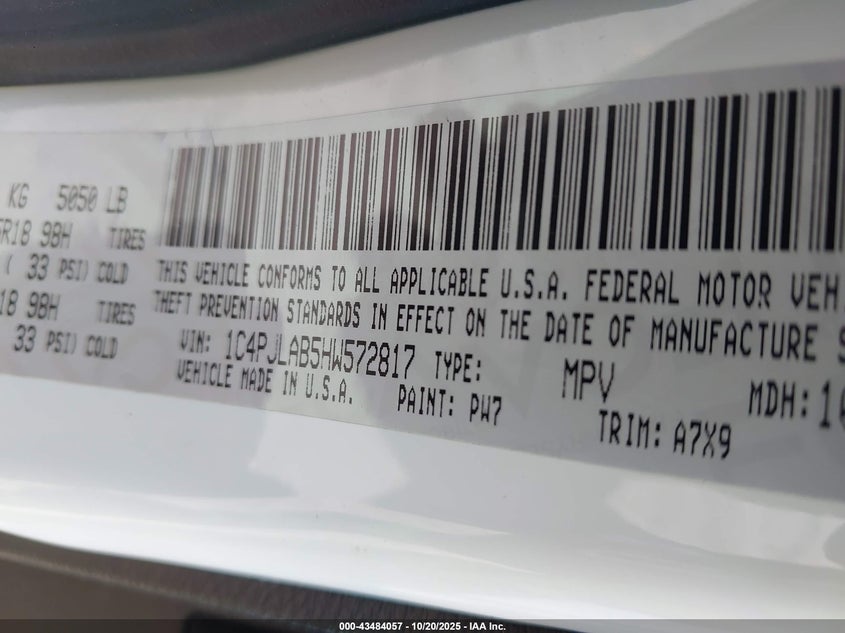 KG 5050 LB
R18 98H TIRES
( 33 PSI) COLD
18 98H TIRES
33 PSI) COLD
THIS VEHICLE CONFORMS TO ALL APPLICABLE U.S.A. FEDERAL MOTOR VEH
THEFT PREVENTION STANDARDS IN EFFECT ON THE DATE OF MANUFACTURE S
VIN: 1C4PJLAB5HW572817 TYPE: MPV MDH: 1
VEHICLE MADE IN U.S.A. PAINT: PW7 TRIM: A7X9
000-43484057 | 10/20/2025 - IAA Inc.